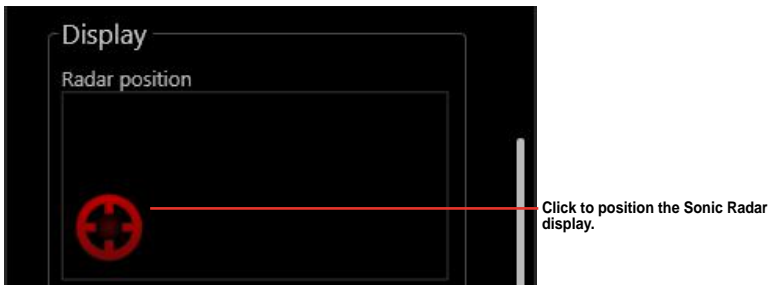 Display
Radar position
Click to position the Sonic Radar
display.